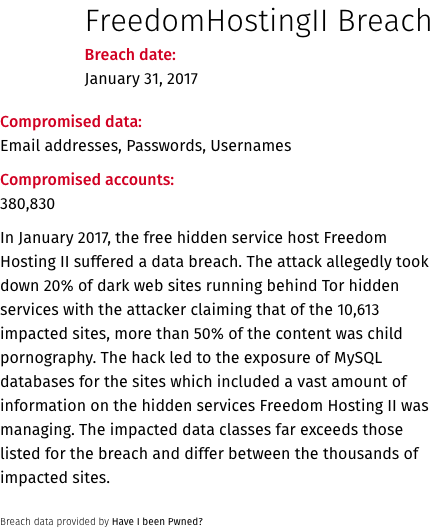 FreedomHostingII Breach
Breach date:
January 31, 2017
Compromised data:
Email addresses, Passwords, Usernames
Compromised accounts:
380,830
In January 2017, the free hidden service host Freedom
Hosting II suffered a data breach. The attack allegedly took
down 20% of dark web sites running behind Tor hidden
services with the attacker claiming that of the 10,613
impacted sites, more than 50% of the content was child
pornography. The hack led to the exposure of MySQL
databases for the sites which included a vast amount of
information on the hidden services Freedom Hosting II was
managing. The impacted data classes far exceeds those
listed for the breach and differ between the thousands of
impacted sites.
Breach data provided by Have I been Pwned?